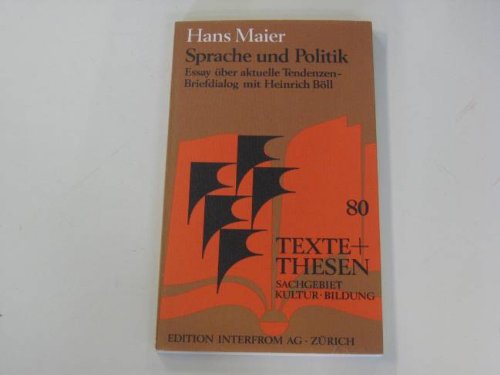 Hans Maier
Sprache und Politik
Essay über aktuelle Tendenzen-
Briefdialog mit Heinrich Böll
80
TEXTE+
THESEN
SACHGEBIET
KULTUR·BILDUNG
EDITION INTERFROM AG·ZÜRICH